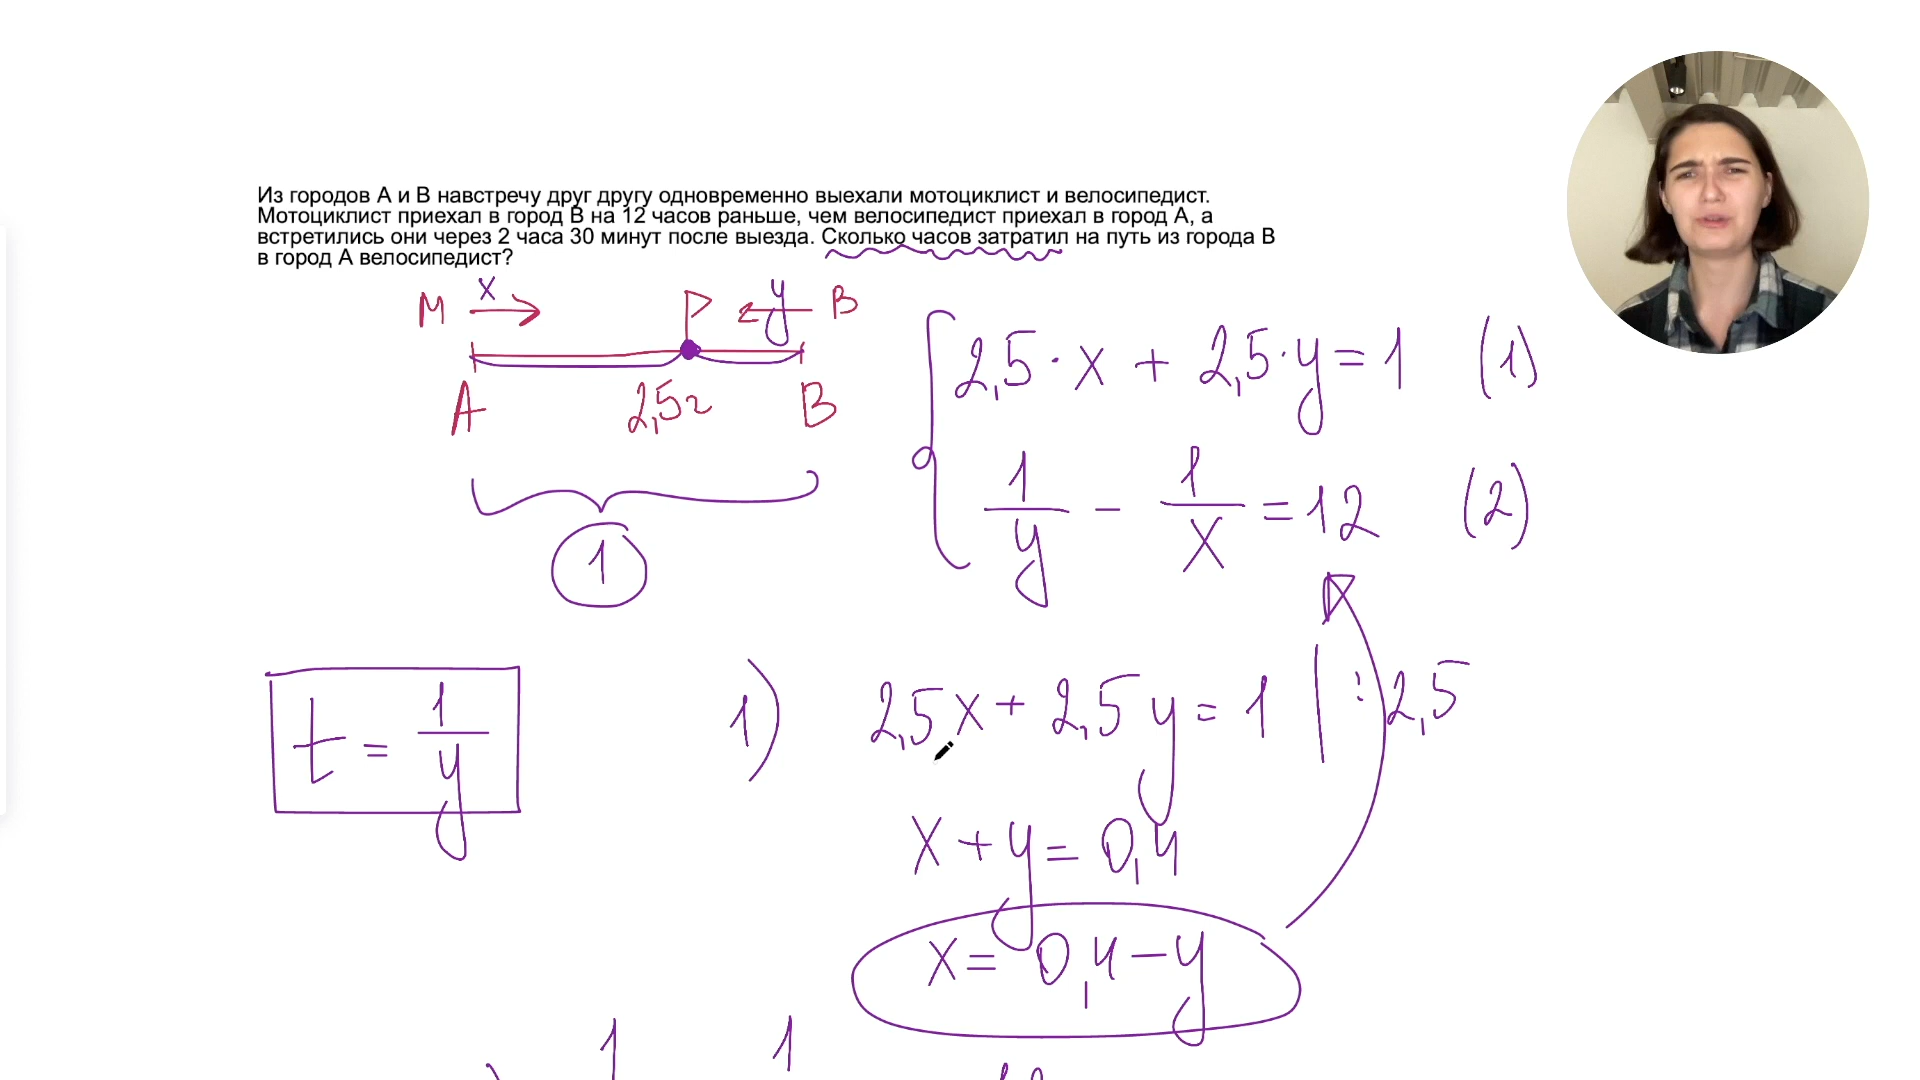 Из городов А и В навстречу друг другу одновременно выехали мотоциклист и велосипедист.
Мотоциклист приехал в город В на 12 часов раньше, чем велосипедист приехал в город А, а
встретились они через 2 часа 30 минут после выезда. Сколько часов затратил на путь из города В
в город А велосипедист?
М x y В
А 2,5ч В
1
2,5 · x + 2,5 · y = 1 (1)
1/y - 1/x = 12 (2)
t = 1/y
1) 2,5x + 2,5y = 1 | : 2,5
x + y = 0,4
x = 0,4 - y
1 1